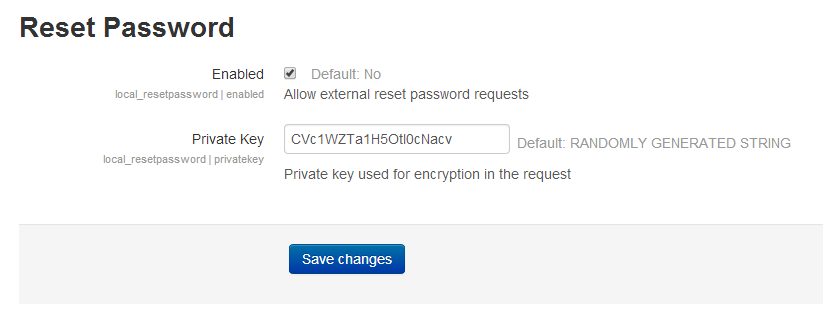 Reset Password
Enabled Default: No
local_resetpassword | enabled Allow external reset password requests
Private Key CVc1WZTa1H5Otl0cNacv Default: RANDOMLY GENERATED STRING
local_resetpassword | privatekey
Private key used for encryption in the request
Save changes